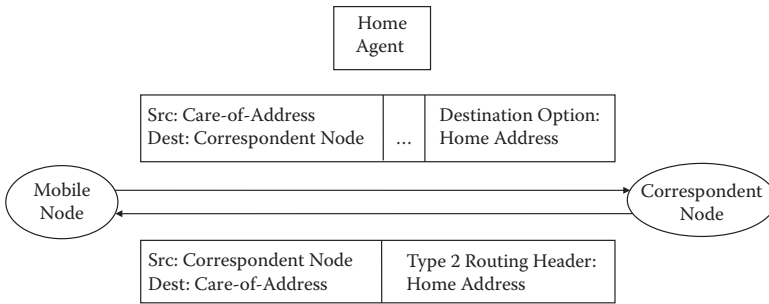 Home
Agent
Src: Care-of-Address
Dest: Correspondent Node
...
Destination Option:
Home Address
Mobile
Node
Correspondent
Node
Src: Correspondent Node
Dest: Care-of-Address
Type 2 Routing Header:
Home Address